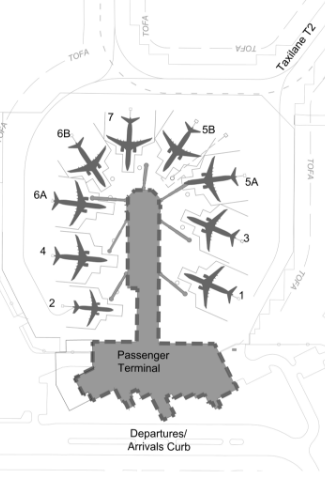 TOFA
Taxilane T2
TOFA
TOFA
7
6B
5B
TOFA
6A
5A
TOFA
4
3
2
1
TOFA
Passenger
Terminal
Departures/
Arrivals Curb